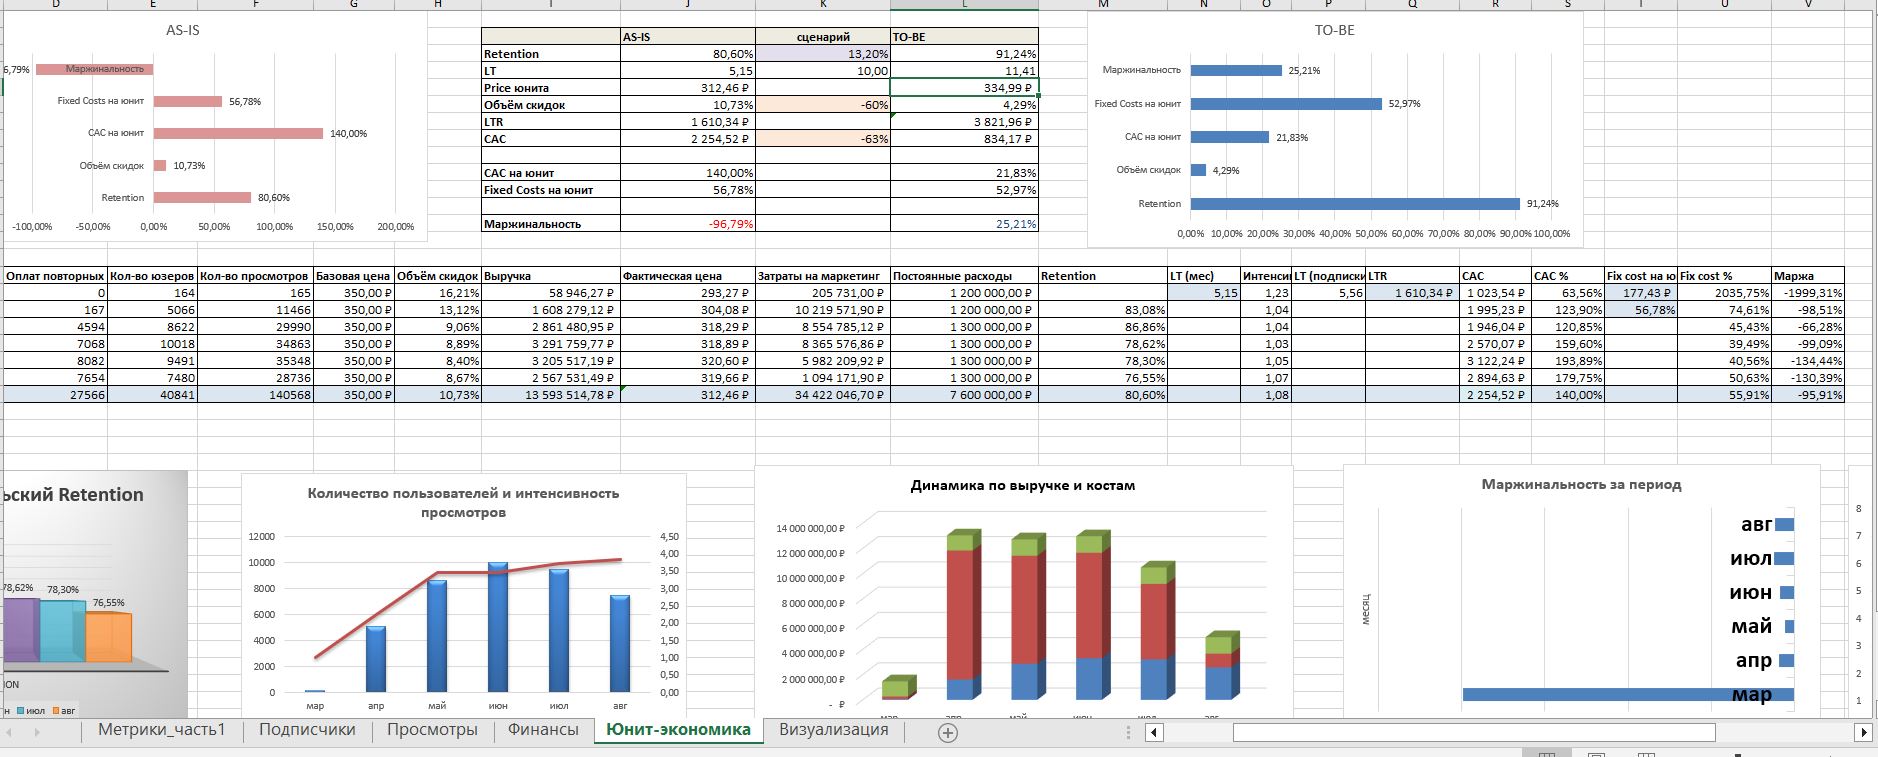 D E F G H I J K L M N O P Q R S T U V
AS-IS
6,79% Маржинальность
Fixed Costs на юнит 56,78%
CAC на юнит 140,00%
Объём скидок 10,73%
Retention 80,60%
-100,00% -50,00% 0,00% 50,00% 100,00% 150,00% 200,00%
AS-IS сценарий TO-BE
Retention 80,60% 13,20% 91,24%
LT 5,15 10,00 11,41
Price юнита 312,46 ₽ 334,99 ₽
Объём скидок 10,73% -60% 4,29%
LTR 1 610,34 ₽ 3 821,96 ₽
CAC 2 254,52 ₽ -63% 834,17 ₽
CAC на юнит 140,00% 21,83%
Fixed Costs на юнит 56,78% 52,97%
Маржинальность -96,79% 25,21%
TO-BE
Маржинальность 25,21%
Fixed Costs на юнит 52,97%
CAC на юнит 21,83%
Объём скидок 4,29%
Retention 91,24%
0,00% 10,00% 20,00% 30,00% 40,00% 50,00% 60,00% 70,00% 80,00% 90,00% 100,00%
Оплат повторных Кол-во юзеров Кол-во просмотров Базовая цена Объём скидок Выручка Фактическая цена Затраты на маркетинг Постоянные расходы Retention LT (мес) Интенси LT (подписки LTR CAC CAC % Fix cost на ю Fix cost % Маржа
0 164 165 350,00 ₽ 16,21% 58 946,27 ₽ 293,27 ₽ 205 731,00 ₽ 1 200 000,00 ₽ 5,15 1,23 5,56 1 610,34 ₽ 1 023,54 ₽ 63,56% 177,43 ₽ 2035,75% -1999,31%
167 5066 11466 350,00 ₽ 13,12% 1 608 279,12 ₽ 304,08 ₽ 10 219 571,90 ₽ 1 200 000,00 ₽ 83,08% 1,04 1 995,23 ₽ 123,90% 56,78% 74,61% -98,51%
4594 8622 29990 350,00 ₽ 9,06% 2 861 480,95 ₽ 318,29 ₽ 8 554 785,12 ₽ 1 300 000,00 ₽ 86,86% 1,04 1 946,04 ₽ 120,85% 45,43% -66,28%
7068 10018 34863 350,00 ₽ 8,89% 3 291 759,77 ₽ 318,89 ₽ 8 365 576,86 ₽ 1 300 000,00 ₽ 78,62% 1,03 2 570,07 ₽ 159,60% 39,49% -99,09%
8082 9491 35348 350,00 ₽ 8,40% 3 205 517,19 ₽ 320,60 ₽ 5 982 209,92 ₽ 1 300 000,00 ₽ 78,30% 1,05 3 122,24 ₽ 193,89% 40,56% -134,44%
7654 7480 28736 350,00 ₽ 8,67% 2 567 531,49 ₽ 319,66 ₽ 1 094 171,90 ₽ 1 300 000,00 ₽ 76,55% 1,07 2 894,63 ₽ 179,75% 50,63% -130,39%
27566 40841 140568 350,00 ₽ 10,73% 13 593 514,78 ₽ 312,46 ₽ 34 422 046,70 ₽ 7 600 000,00 ₽ 80,60% 1,08 2 254,52 ₽ 140,00% 55,91% -95,91%
ьский Retention
78,62% 78,30% 76,55%
ION
н июл авг
Количество пользователей и интенсивность
просмотров
12000 4,50
10000 4,00
8000 3,50
6000 3,00
4000 2,50
2000 2,00
0 1,50
1,00
0,50
0,00
мар апр май июн июл авг
Динамика по выручке и костам
14 000 000,00 ₽
12 000 000,00 ₽
10 000 000,00 ₽
8 000 000,00 ₽
6 000 000,00 ₽
4 000 000,00 ₽
2 000 000,00 ₽
- ₽
мар апр май июн июл авг
Маржинальность за период
месяц
авг
июл
июн
май
апр
мар
8
7
6
5
4
3
2
1
Метрики_часть1 Подписчики Просмотры Финансы Юнит-экономика Визуализация